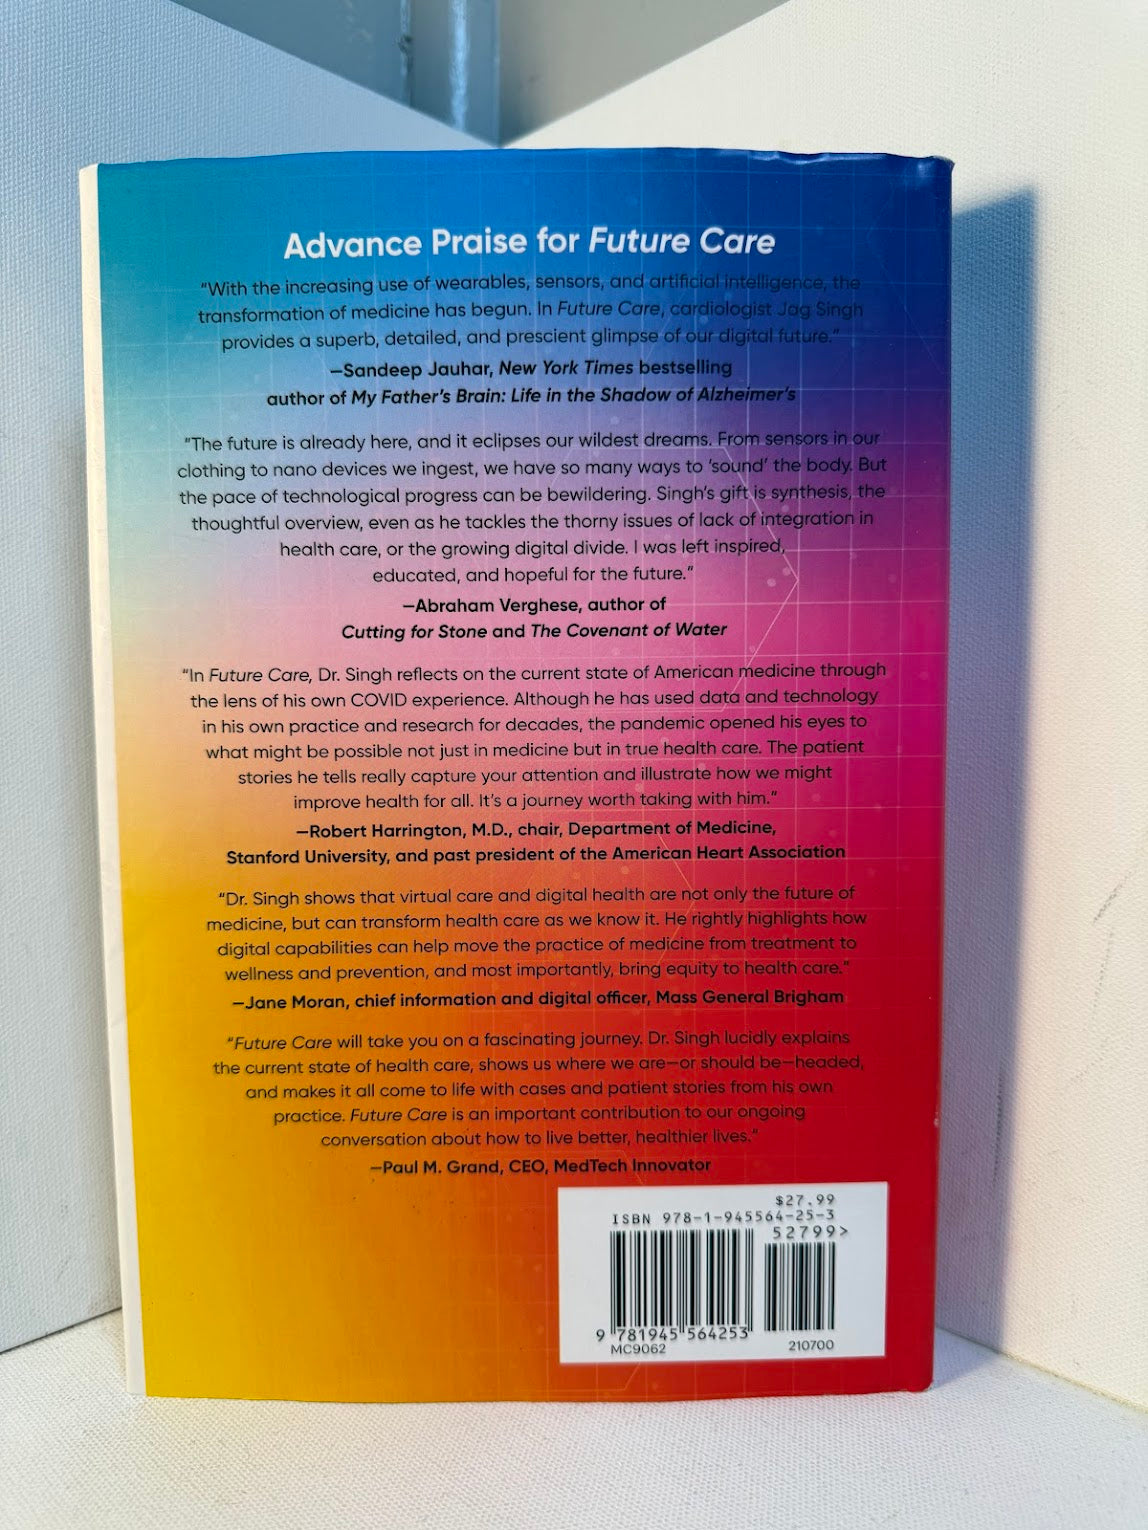 Advance Praise for Future Care
“With the increasing use of wearables, sensors, and artificial intelligence, the
transformation of medicine has begun. In Future Care, cardiologist Jag Singh
provides a superb, detailed, and prescient glimpse of our digital future.”
—Sandeep Jauhar, New York Times bestselling
author of My Father’s Brain: Life in the Shadow of Alzheimer’s
“The future is already here, and it eclipses our wildest dreams. From sensors in our
clothing to nano devices we ingest, we have so many ways to ‘sound’ the body. But
the pace of technological progress can be bewildering. Singh’s gift is synthesis, the
thoughtful overview, even as he tackles the thorny issues of lack of integration in
health care, or the growing digital divide. I was left inspired,
educated, and hopeful for the future.”
—Abraham Verghese, author of
Cutting for Stone and The Covenant of Water
“In Future Care, Dr. Singh reflects on the current state of American medicine through
the lens of his own COVID experience. Although he has used data and technology
in his own practice and research for decades, the pandemic opened his eyes to
what might be possible not just in medicine but in true health care. The patient
stories he tells really capture your attention and illustrate how we might
improve health for all. It’s a journey worth taking with him.”
—Robert Harrington, M.D., chair, Department of Medicine,
Stanford University, and past president of the American Heart Association
“Dr. Singh shows that virtual care and digital health are not only the future of
medicine, but can transform health care as we know it. He rightly highlights how
digital capabilities can help move the practice of medicine from treatment to
wellness and prevention, and most importantly, bring equity to health care.”
—Jane Moran, chief information and digital officer, Mass General Brigham
“Future Care will take you on a fascinating journey. Dr. Singh lucidly explains
the current state of health care, shows us where we are—or should be—headed,
and makes it all come to life with cases and patient stories from his own
practice. Future Care is an important contribution to our ongoing
conversation about how to live better, healthier lives.”
—Paul M. Grand, CEO, MedTech Innovator
$27.99
ISBN 978-1-945564-25-3
52799>
9 781945 564253
MC9062 210700